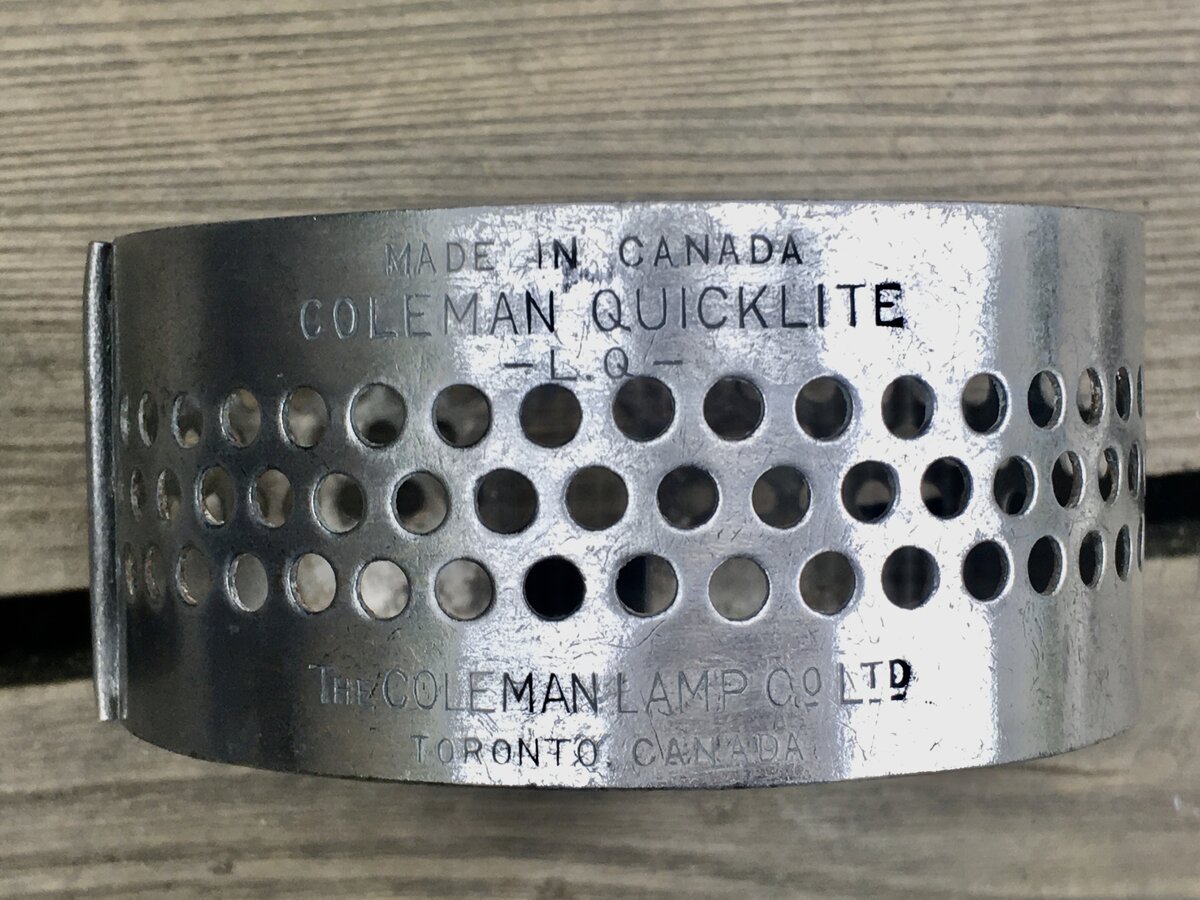 MADE IN CANADA
COLEMAN QUICKLITE
-L.Q-
THE COLEMAN LAMP CO LTD
TORONTO, CANADA